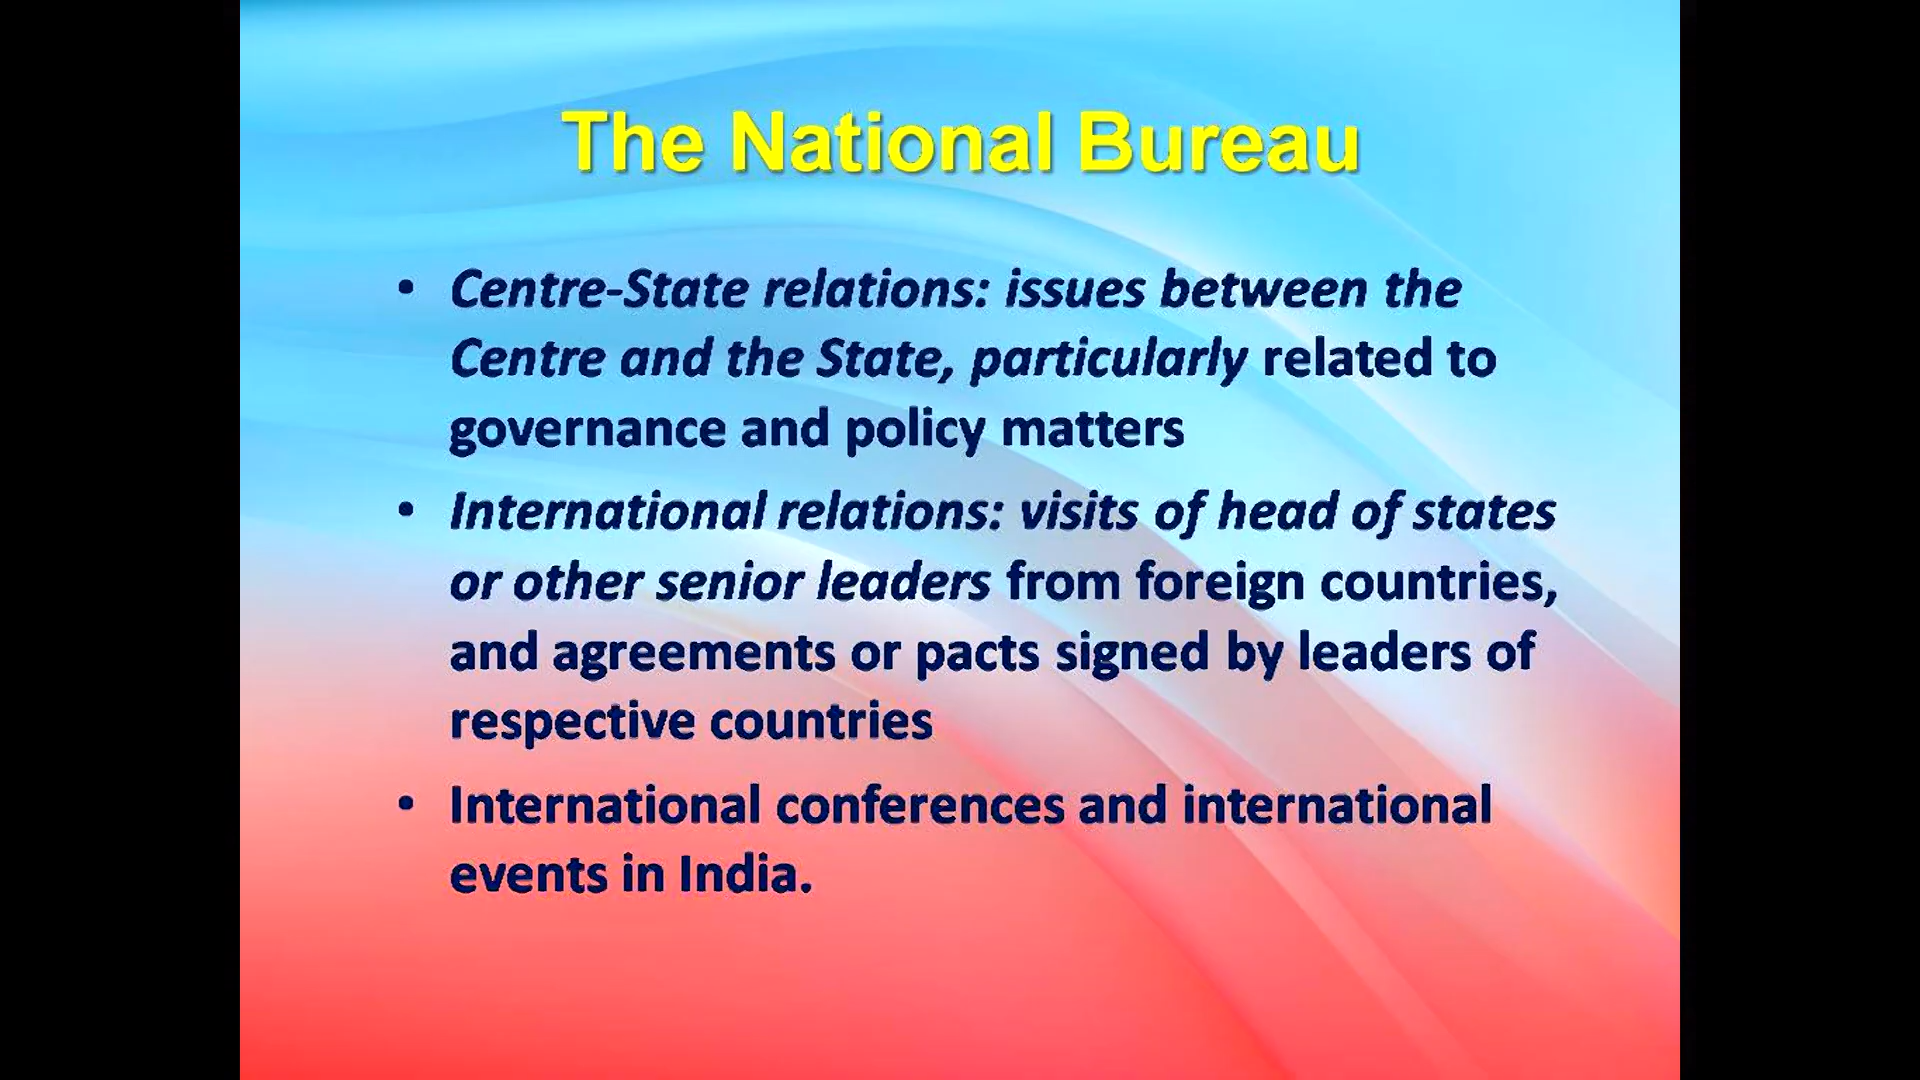 The National Bureau
• Centre-State relations: issues between the
Centre and the State, particularly related to
governance and policy matters
• International relations: visits of head of states
or other senior leaders from foreign countries,
and agreements or pacts signed by leaders of
respective countries
• International conferences and international
events in India.